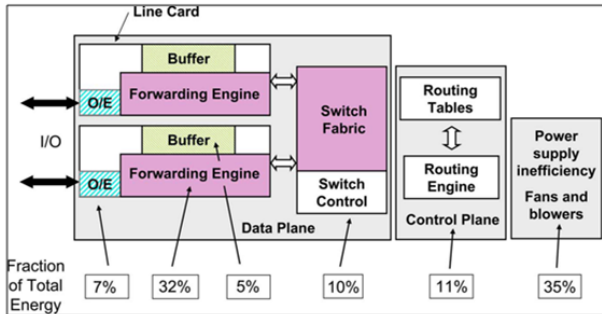 Line Card
Buffer
O/E
Forwarding Engine
I/O
Buffer
O/E
Forwarding Engine
Switch
Fabric
Switch
Control
Data Plane
Routing
Tables
Routing
Engine
Control Plane
Power
supply
inefficiency
Fans and
blowers
Fraction
of Total
Energy
7%
32%
5%
10%
11%
35%